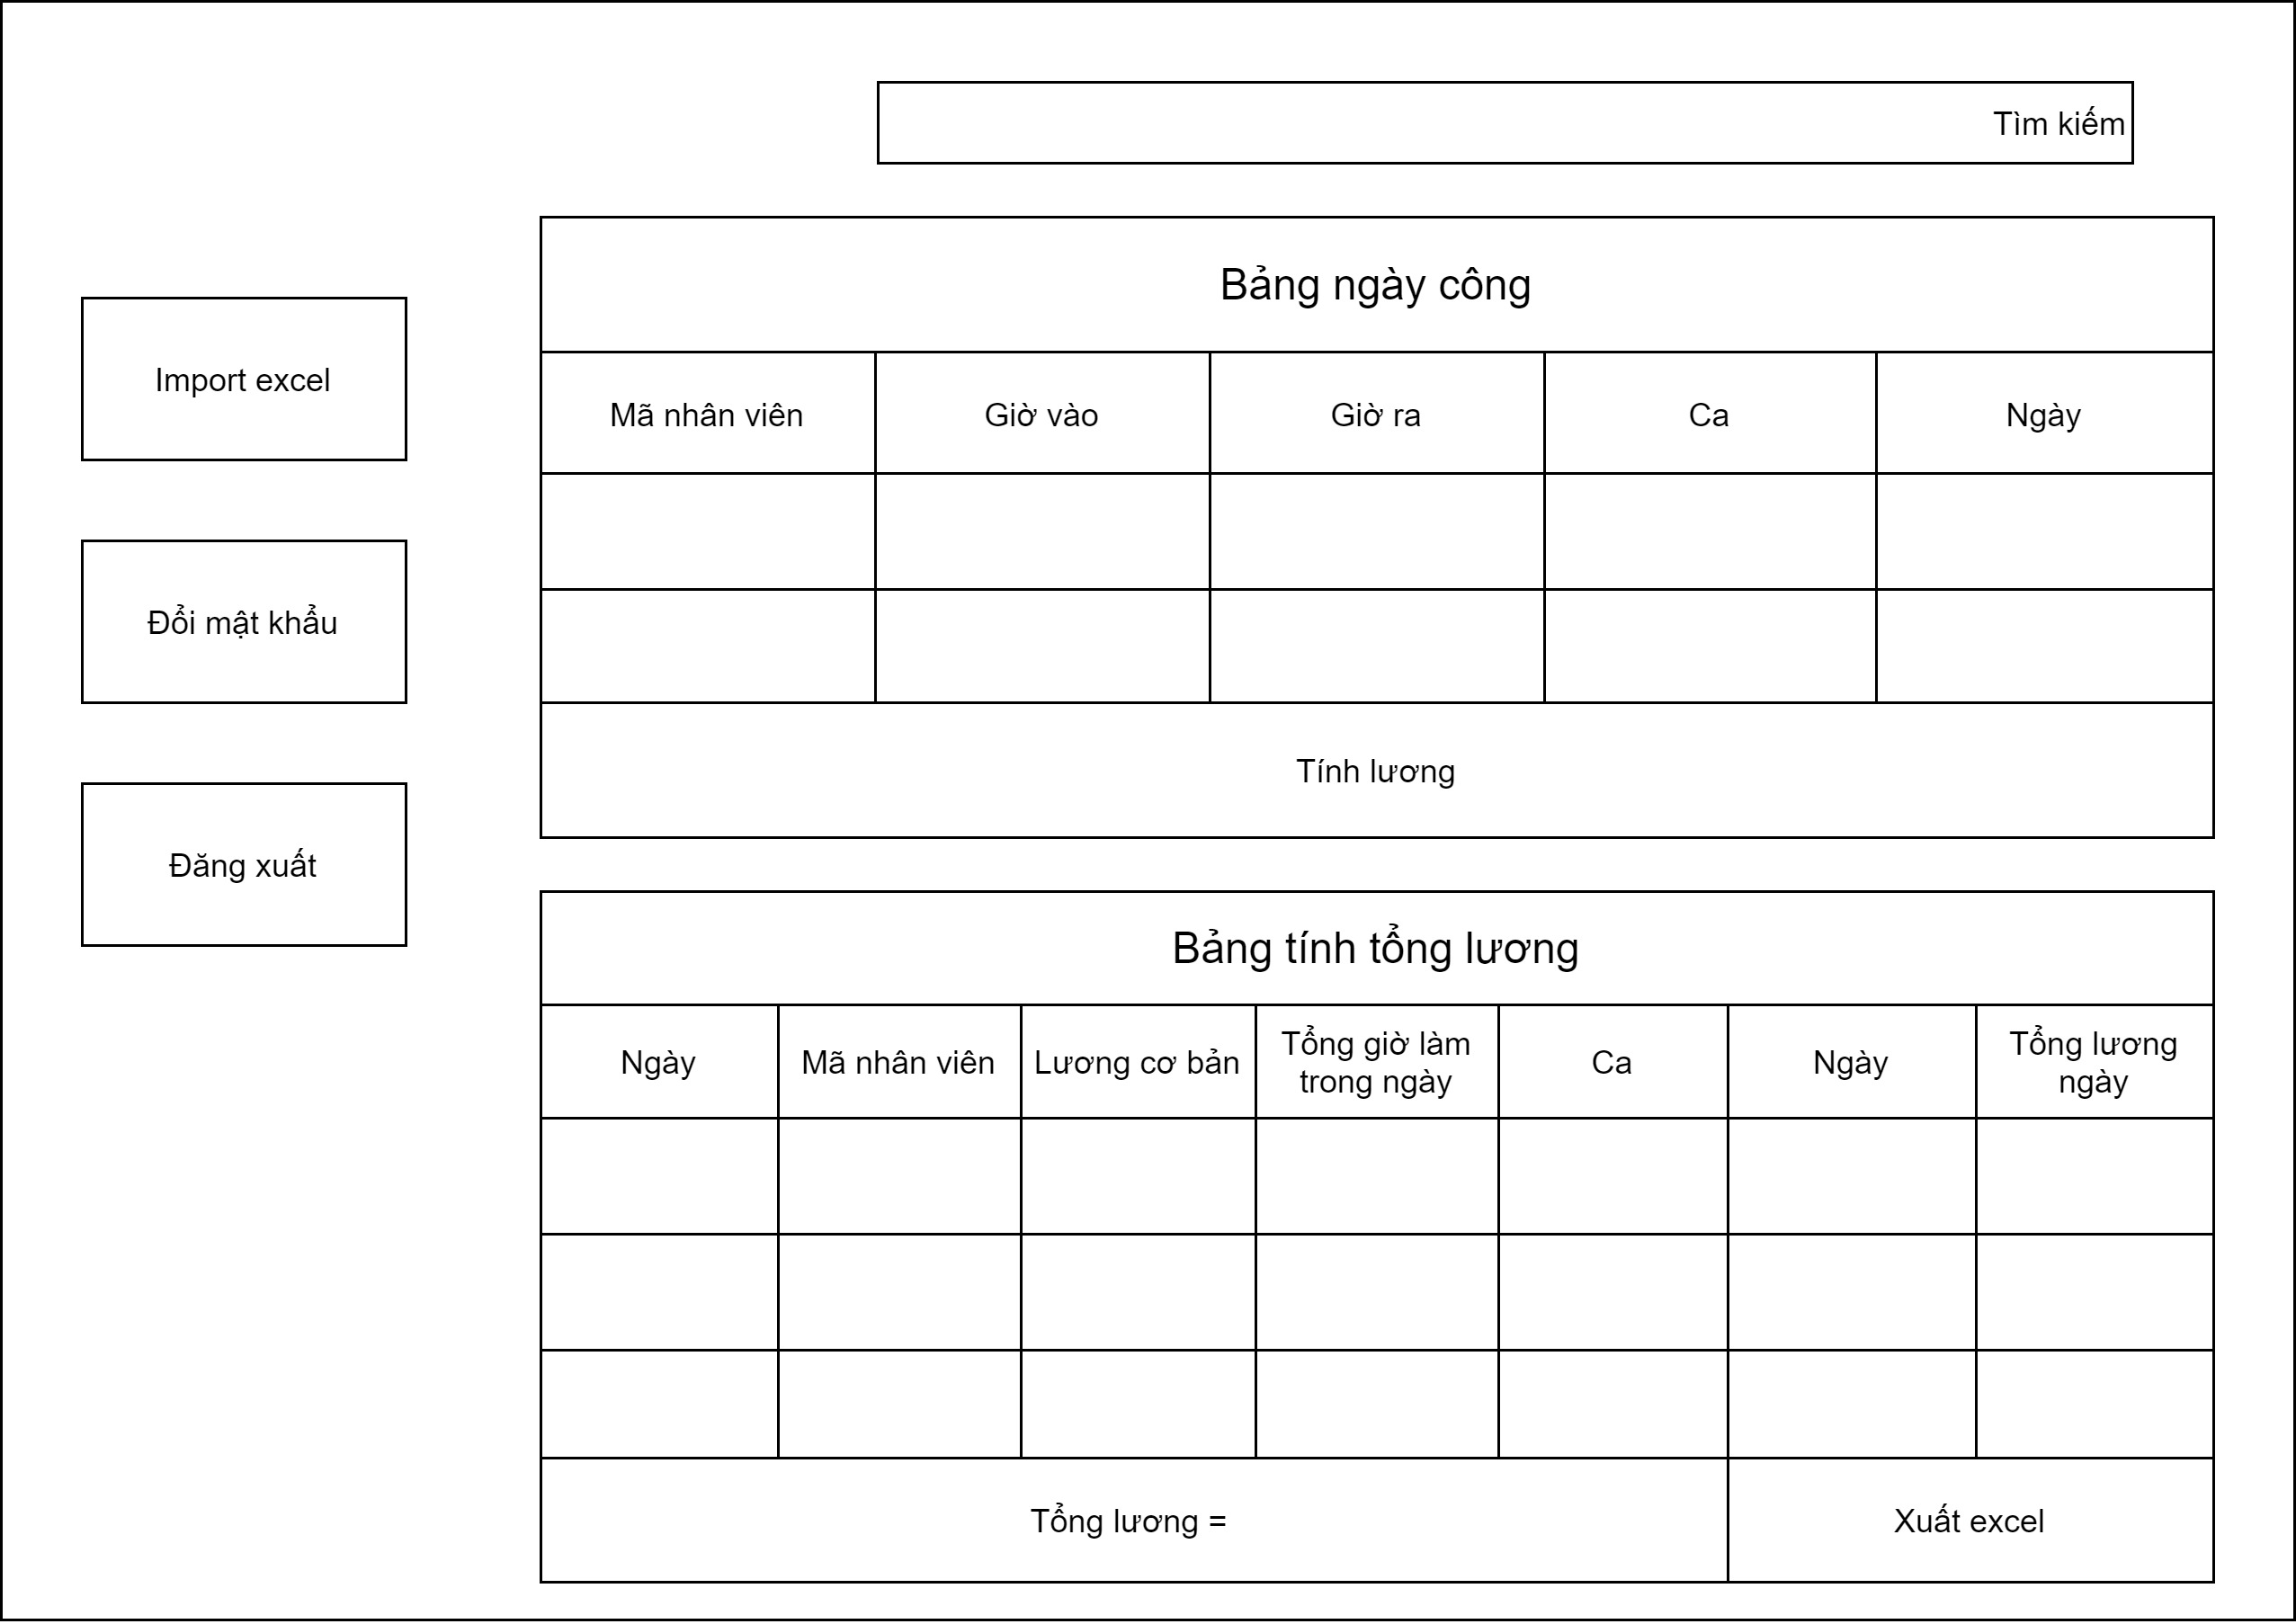 Tìm kiếm
Import excel
Đổi mật khẩu
Đăng xuất
Bảng ngày công
Mã nhân viên
Giờ vào
Giờ ra
Ca
Ngày
Tính lương
Bảng tính tổng lương
Ngày
Mã nhân viên
Lương cơ bản
Tổng giờ làm
trong ngày
Ca
Ngày
Tổng lương
ngày
Tổng lương =
Xuất excel